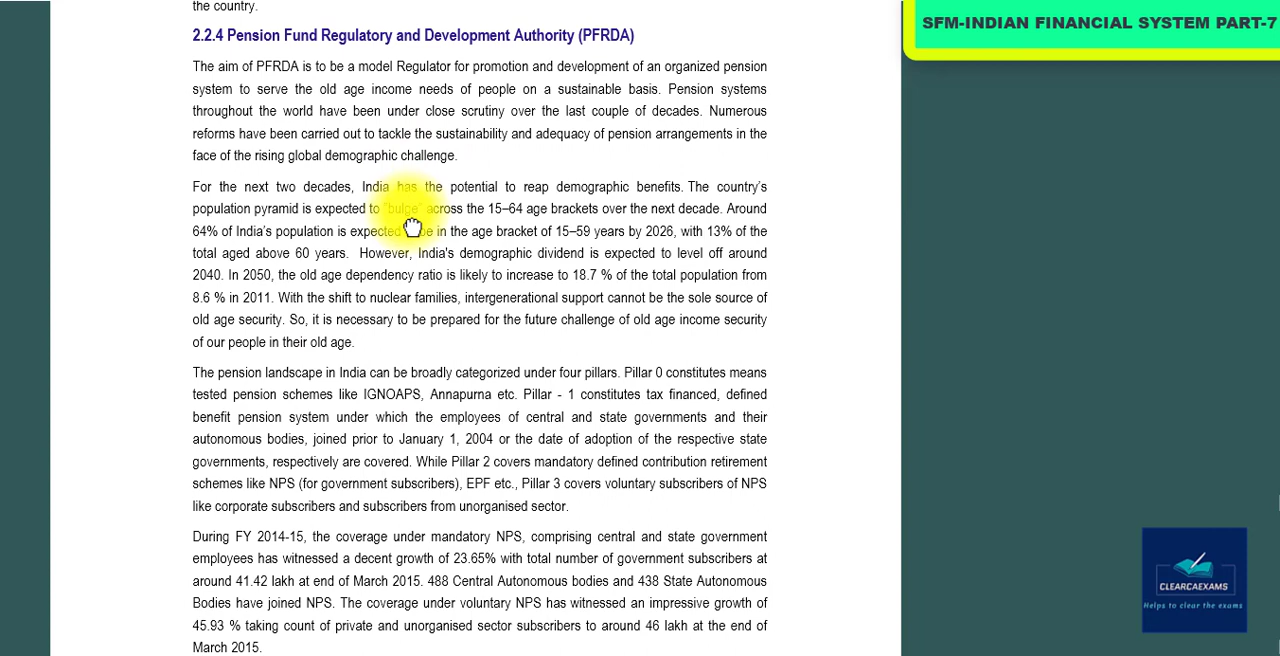 the country.
SFM-INDIAN FINANCIAL SYSTEM PART-7
2.2.4 Pension Fund Regulatory and Development Authority (PFRDA)
The aim of PFRDA is to be a model Regulator for promotion and development of an organized pension
system to serve the old age income needs of people on a sustainable basis. Pension systems
throughout the world have been under close scrutiny over the last couple of decades. Numerous
reforms have been carried out to tackle the sustainability and adequacy of pension arrangements in the
face of the rising global demographic challenge.
For the next two decades, India has the potential to reap demographic benefits. The country's
population pyramid is expected to "bulge" across the 15–64 age brackets over the next decade. Around
64% of India's population is expected be in the age bracket of 15–59 years by 2026, with 13% of the
total aged above 60 years. However, India's demographic dividend is expected to level off around
2040. In 2050, the old age dependency ratio is likely to increase to 18.7 % of the total population from
8.6 % in 2011. With the shift to nuclear families, intergenerational support cannot be the sole source of
old age security. So, it is necessary to be prepared for the future challenge of old age income security
of our people in their old age.
The pension landscape in India can be broadly categorized under four pillars. Pillar 0 constitutes means
tested pension schemes like IGNOAPS, Annapurna etc. Pillar - 1 constitutes tax financed, defined
benefit pension system under which the employees of central and state governments and their
autonomous bodies, joined prior to January 1, 2004 or the date of adoption of the respective state
governments, respectively are covered. While Pillar 2 covers mandatory defined contribution retirement
schemes like NPS (for government subscribers), EPF etc., Pillar 3 covers voluntary subscribers of NPS
like corporate subscribers and subscribers from unorganised sector.
During FY 2014-15, the coverage under mandatory NPS, comprising central and state government
employees has witnessed a decent growth of 23.65% with total number of government subscribers at
around 41.42 lakh at end of March 2015. 488 Central Autonomous bodies and 438 State Autonomous
Bodies have joined NPS. The coverage under voluntary NPS has witnessed an impressive growth of
45.93 % taking count of private and unorganised sector subscribers to around 46 lakh at the end of
March 2015.
CLEARCAEXAMS
Helps to clear the exams